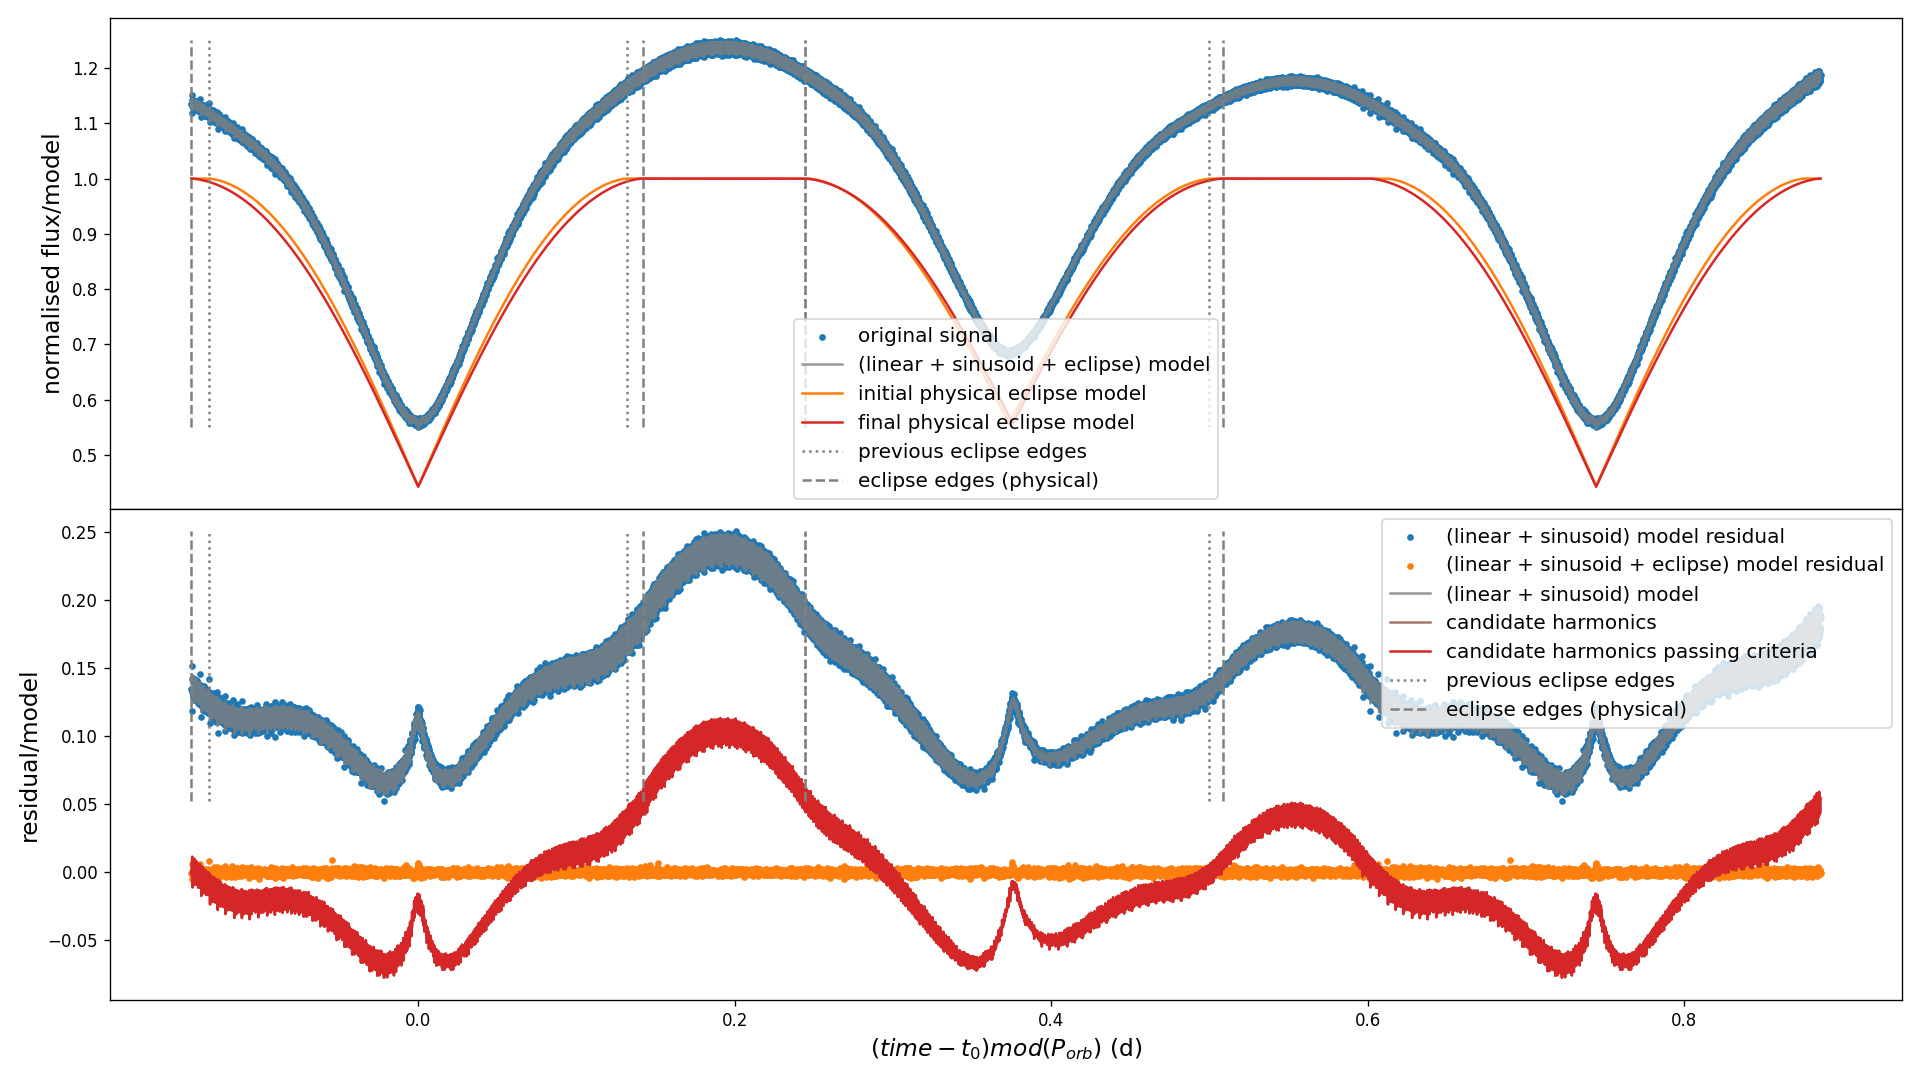 normalised flux/model
1.2
1.1
1.0
0.9
0.8
0.7
0.6
0.5
original signal
(linear + sinusoid + eclipse) model
initial physical eclipse model
final physical eclipse model
previous eclipse edges
eclipse edges (physical)
residual/model
0.25
0.20
0.15
0.10
0.05
0.00
−0.05
(linear + sinusoid) model residual
(linear + sinusoid + eclipse) model residual
(linear + sinusoid) model
candidate harmonics
candidate harmonics passing criteria
previous eclipse edges
eclipse edges (physical)
0.0 0.2 0.4 0.6 0.8
(time − t₀)mod(P_orb) (d)